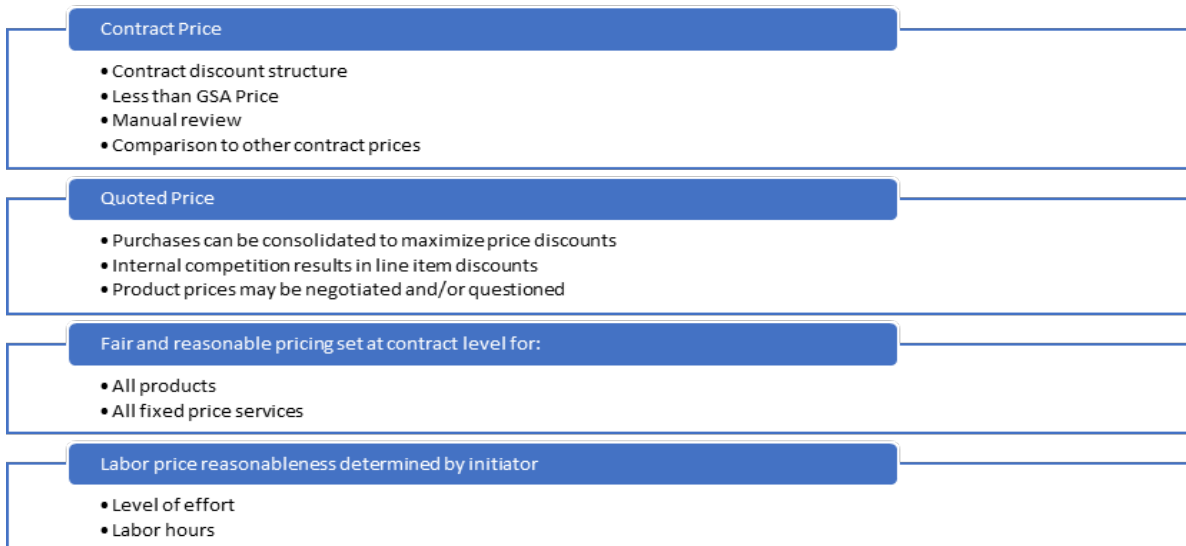 Contract Price
• Contract discount structure
• Less than GSA Price
• Manual review
• Comparison to other contract prices
Quoted Price
• Purchases can be consolidated to maximize price discounts
• Internal competition results in line item discounts
• Product prices may be negotiated and/or questioned
Fair and reasonable pricing set at contract level for:
• All products
• All fixed price services
Labor price reasonableness determined by initiator
• Level of effort
• Labor hours